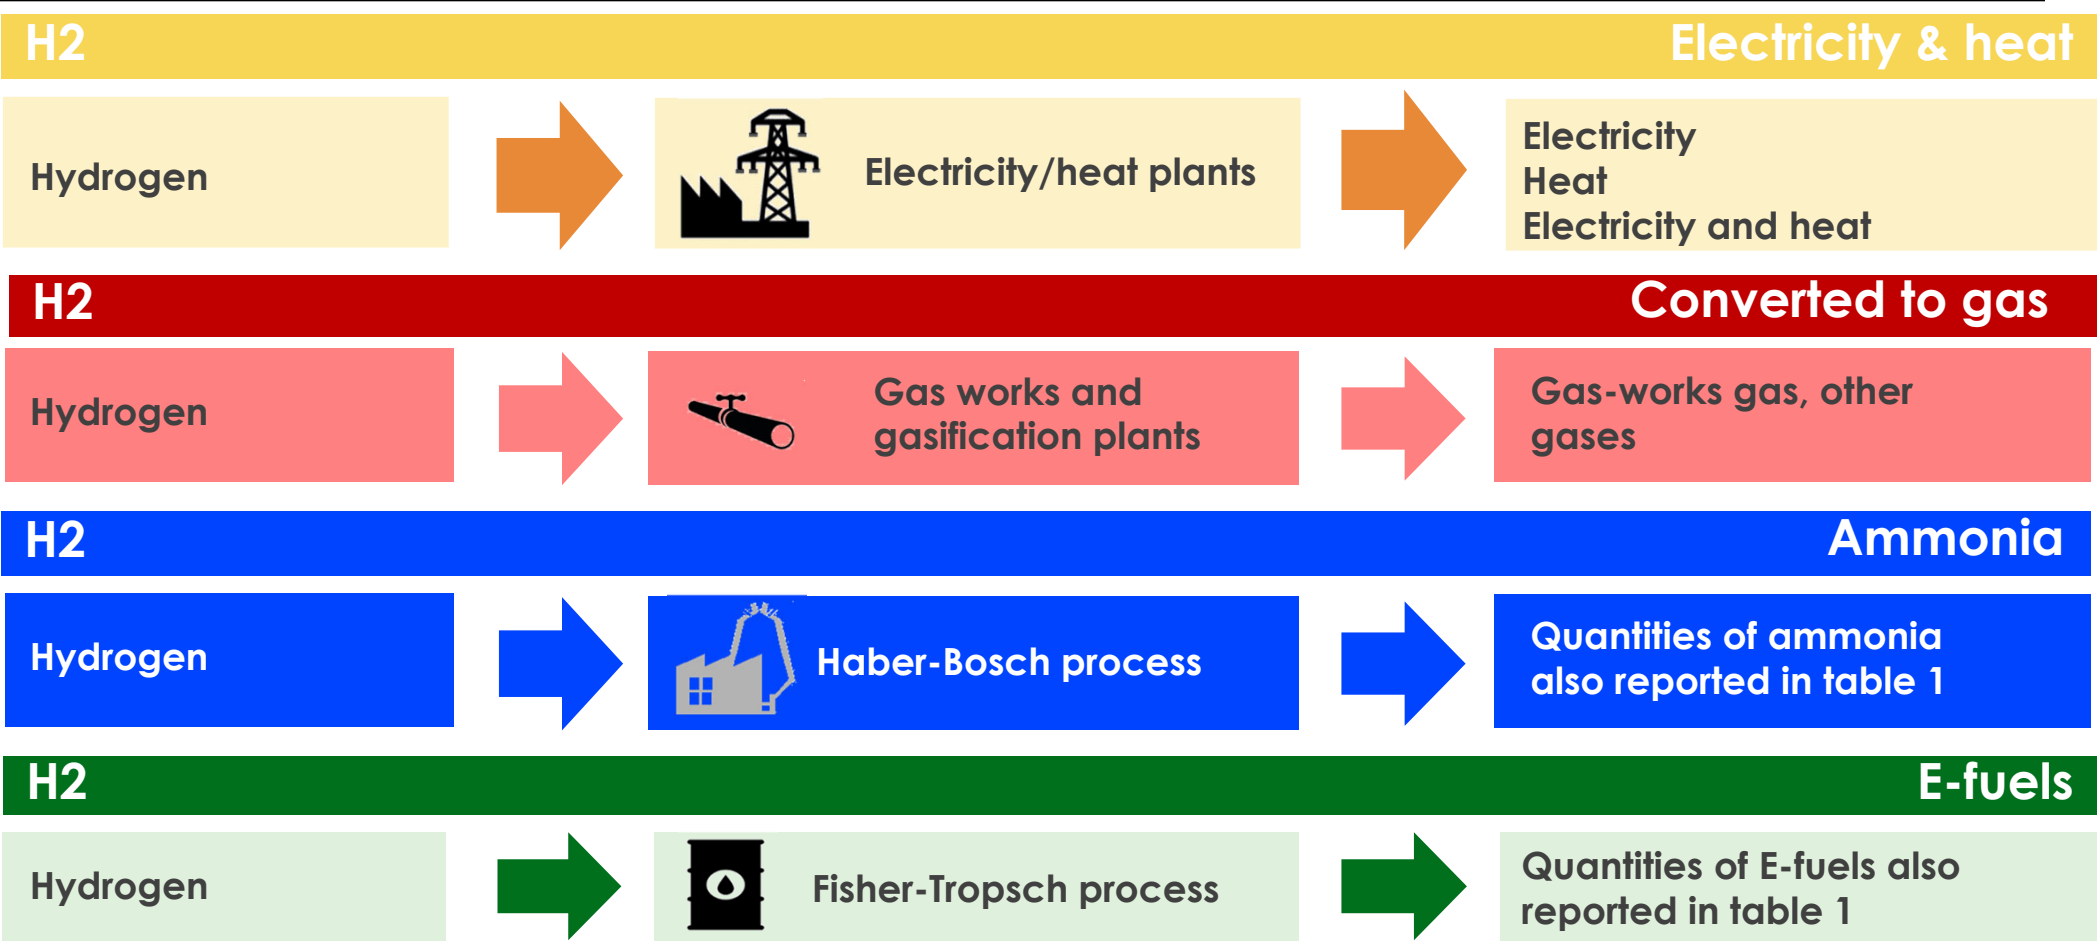 H2
Electricity & heat
Hydrogen
Electricity/heat plants
Electricity
Heat
Electricity and heat
H2
Converted to gas
Hydrogen
Gas works and
gasification plants
Gas-works gas, other
gases
H2
Ammonia
Hydrogen
Haber-Bosch process
Quantities of ammonia
also reported in table 1
H2
E-fuels
Hydrogen
Fisher-Tropsch process
Quantities of E-fuels also
reported in table 1